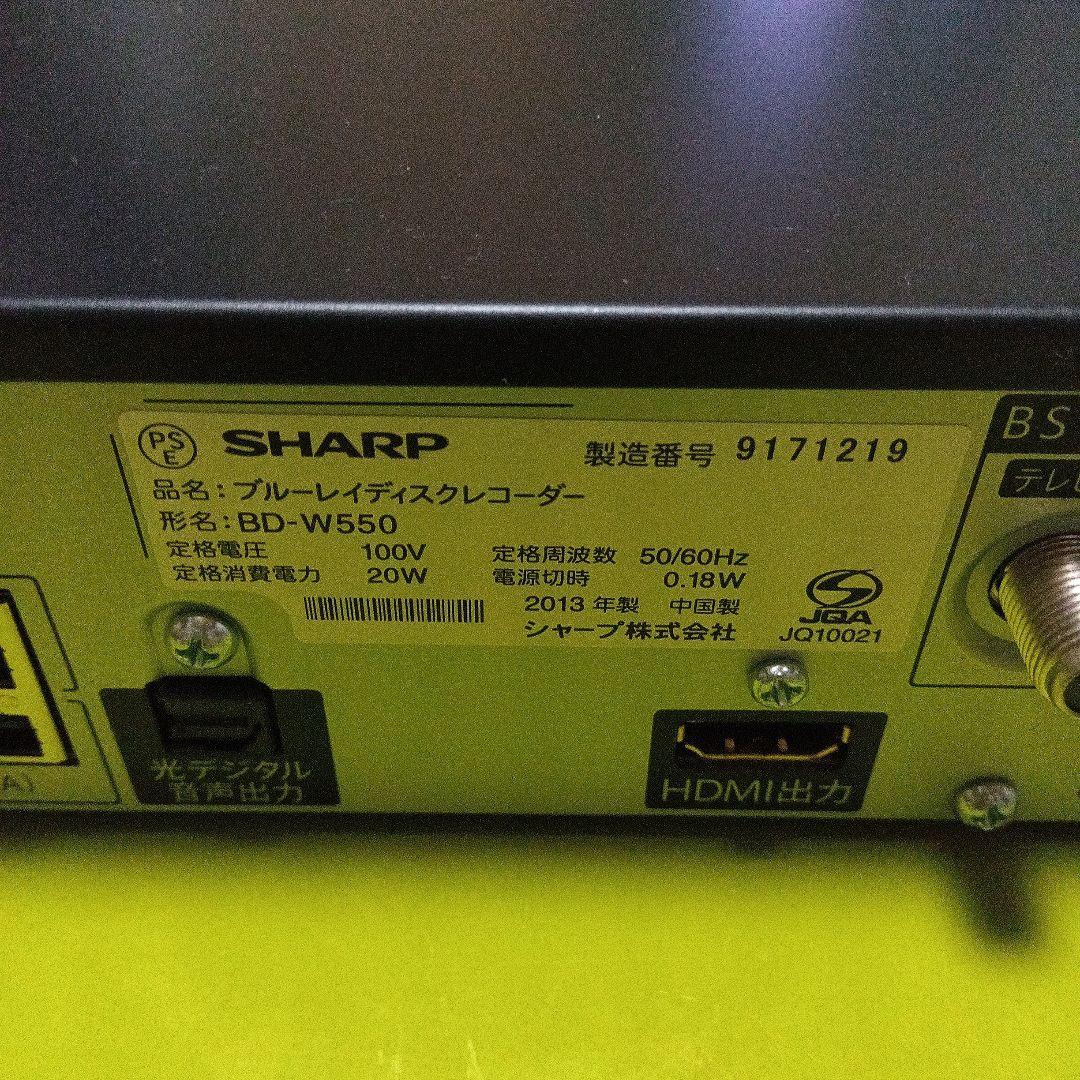 PS
E
SHARP
製造番号 9171219
品名：ブルーレイディスクレコーダー
形名：BD-W550
定格電圧 100V 定格周波数 50/60Hz
定格消費電力 20W 電源切時 0.18W
2013 年製 中国製
シャープ株式会社
JQA
JQ10021
BS
テレビ
A)
光デジタル
音声出力
HDMI出力